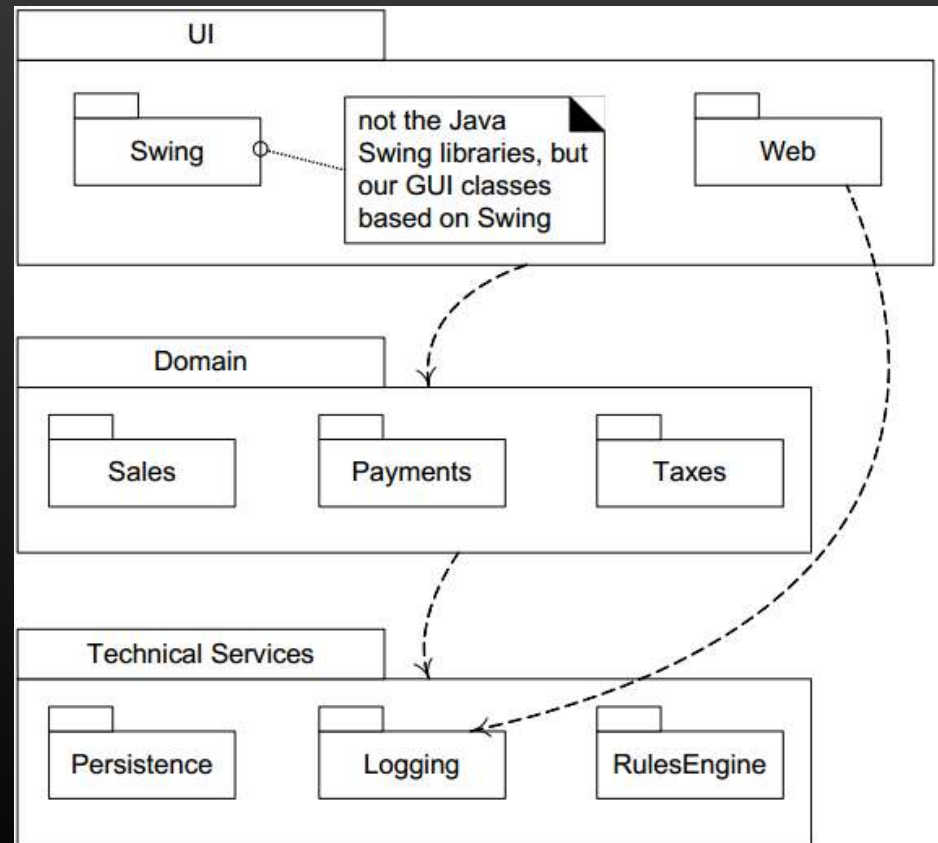 UI
Swing
not the Java
Swing libraries, but
our GUI classes
based on Swing
Web
Domain
Sales
Payments
Taxes
Technical Services
Persistence
Logging
RulesEngine